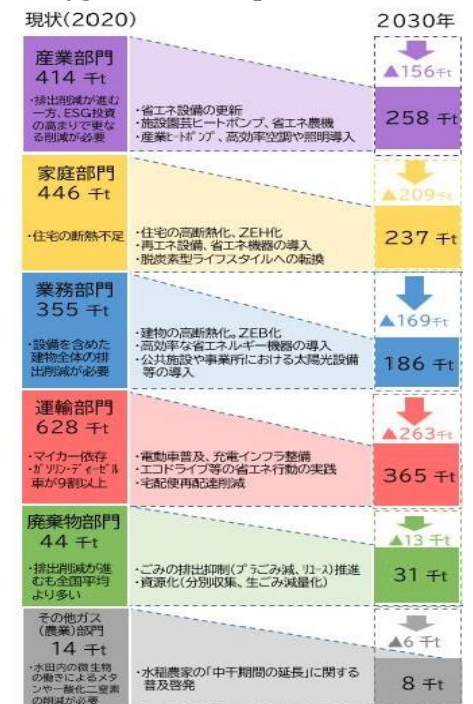 現状(2020)
2030年
産業部門
414 千t
・排出削減が進む
一方、ESG投資
の高まりで更な
る削減が必要
・省エネ設備の更新
・施設園芸ヒートポンプ、省エネ農機
・産業ﾋｰﾄﾎﾟﾝﾌﾟ、高効率空調や照明導入
▲156千t
258 千t
家庭部門
446 千t
・住宅の断熱不足
・住宅の高断熱化、ZEH化
・再エネ設備、省エネ機器の導入
・脱炭素型ライフスタイルへの転換
▲209千t
237 千t
業務部門
355 千t
・設備を含めた
建物全体の排
出削減が必要
・建物の高断熱化。ZEB化
・高効率な省エネルギー機器の導入
・公共施設や事業所における太陽光設備
等の導入
▲169千t
186 千t
運輸部門
628 千t
・マイカー依存
・ｶﾞｿﾘﾝ・ﾃﾞｨｰｾﾞﾙ
車が9割以上
・電動車普及、充電インフラ整備
・エコドライブ等の省エネ行動の実践
・宅配便再配達削減
▲263千t
365 千t
廃棄物部門
44 千t
・排出削減が進
むも全国平均
より多い
・ごみの排出抑制(プラごみ減、ﾘﾕｰｽ)推進
・資源化(分別収集、生ごみ減量化)
▲13 千t
31 千t
その他ガス
(農業)部門
14 千t
・水田内の微生物
の働きによるメタ
ンや一酸化二窒素
の削減が必要
・水稲農家の「中干期間の延長」に関する
普及啓発
▲6 千t
8 千t